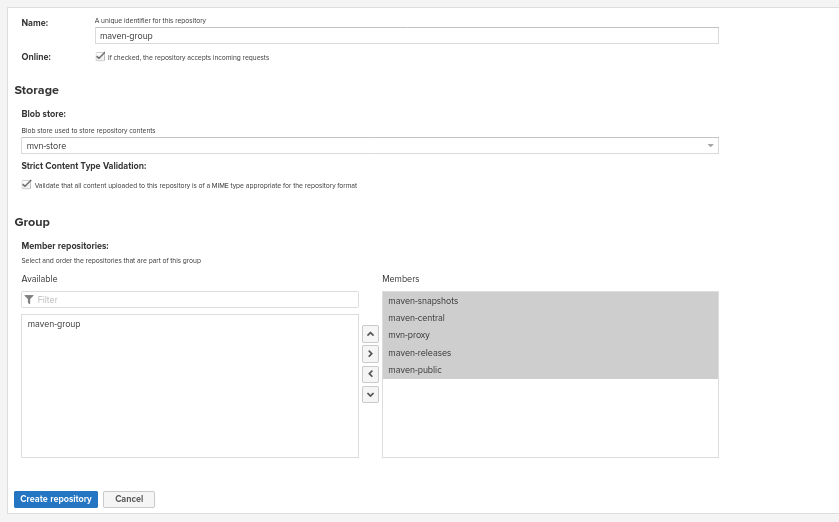 Name:
A unique identifier for this repository
maven-group
Online:
If checked, the repository accepts incoming requests
Storage
Blob store:
Blob store used to store repository contents
mvn-store
Strict Content Type Validation:
Validate that all content uploaded to this repository is of a MIME type appropriate for the repository format
Group
Member repositories:
Select and order the repositories that are part of this group
Available
Filter
maven-group
Members
maven-snapshots
maven-central
mvn-proxy
maven-releases
maven-public
Create repository
Cancel